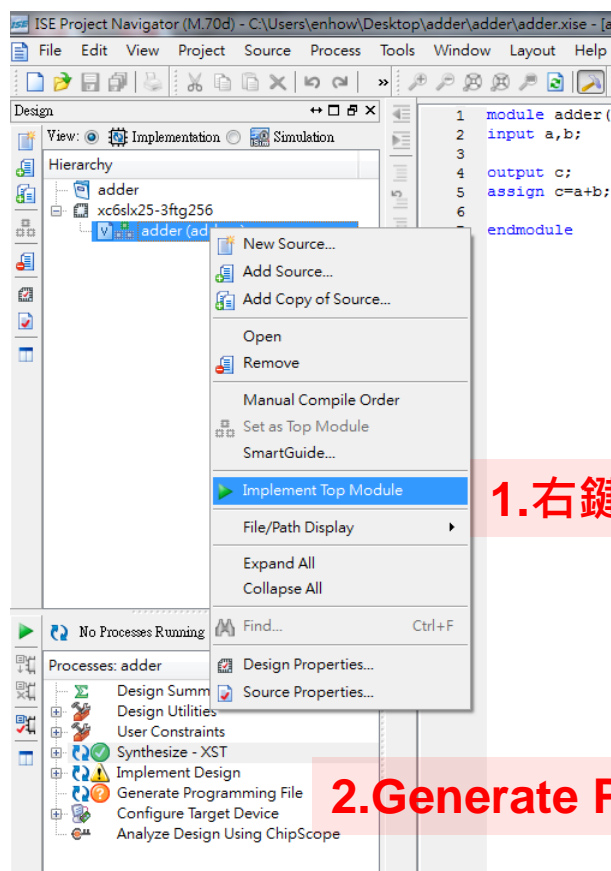 ISE Project Navigator (M.70d) - C:\Users\enhow\Desktop\adder\adder\adder.xise - [a
File Edit View Project Source Process Tools Window Layout Help
Design
View: Implementation Simulation
Hierarchy
adder
xc6slx25-3ftg256
adder (ad
New Source...
Add Source...
Add Copy of Source...
Open
Remove
Manual Compile Order
Set as Top Module
SmartGuide...
Implement Top Module
File/Path Display
Expand All
Collapse All
Find... Ctrl+F
Design Properties...
Source Properties...
1 module adder(
2 input a,b;
3
4 output c;
5 assign c=a+b;
6
endmodule
1.右鍵
No Processes Running
Processes: adder
Design Summ
Design Utilities
User Constraints
Synthesize - XST
Implement Design
Generate Programming File
Configure Target Device
Analyze Design Using ChipScope
2.Generate P